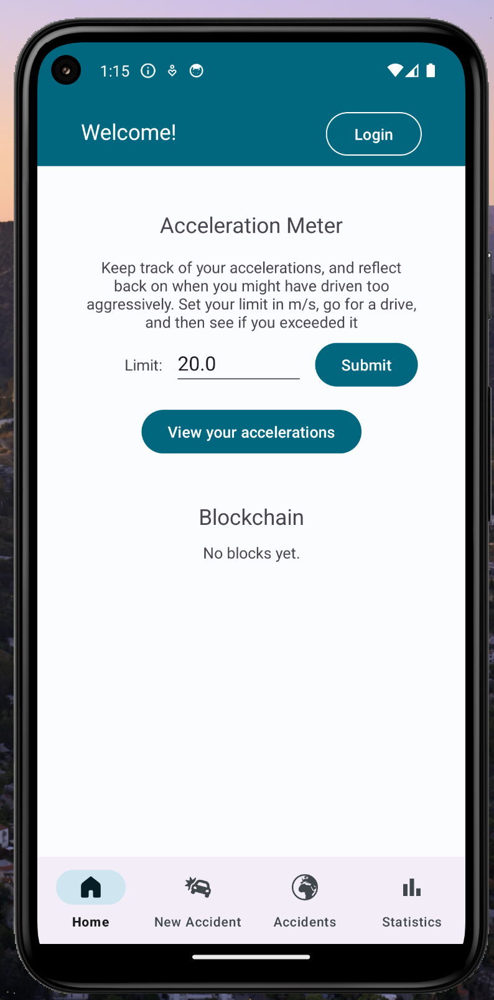 1:15
Welcome!
Login
Acceleration Meter
Keep track of your accelerations, and reflect
back on when you might have driven too
aggressively. Set your limit in m/s, go for a drive,
and then see if you exceeded it
Limit: 20.0 Submit
View your accelerations
Blockchain
No blocks yet.
Home New Accident Accidents Statistics